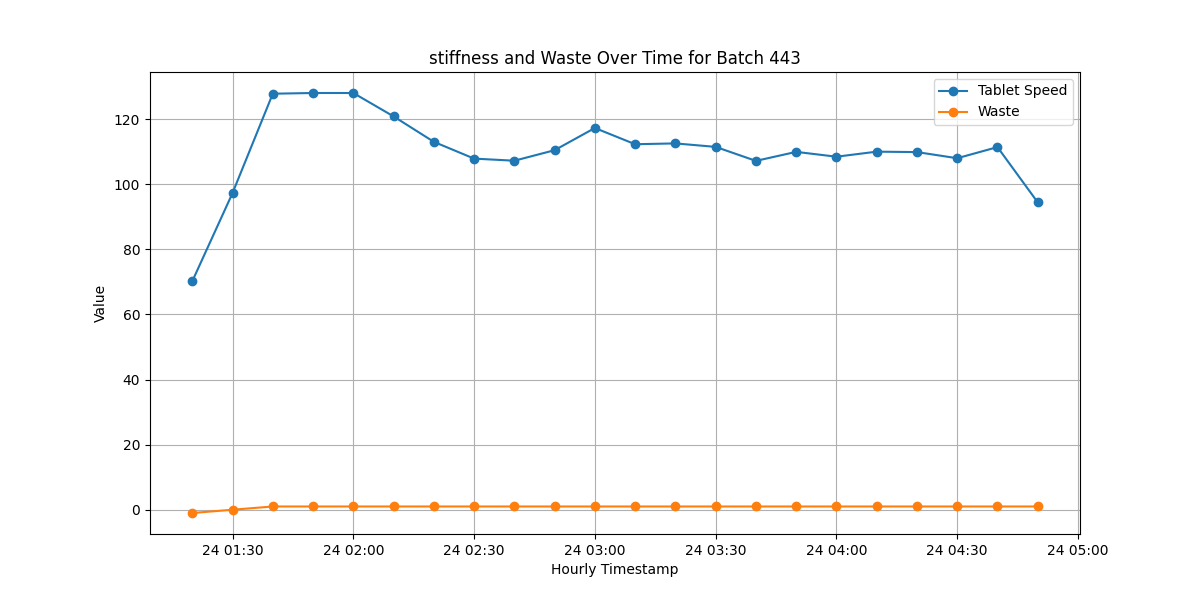 stiffness and Waste Over Time for Batch 443
Tablet Speed
Waste
Value
120
100
80
60
40
20
0
24 01:30 24 02:00 24 02:30 24 03:00 24 03:30 24 04:00 24 04:30 24 05:00
Hourly Timestamp